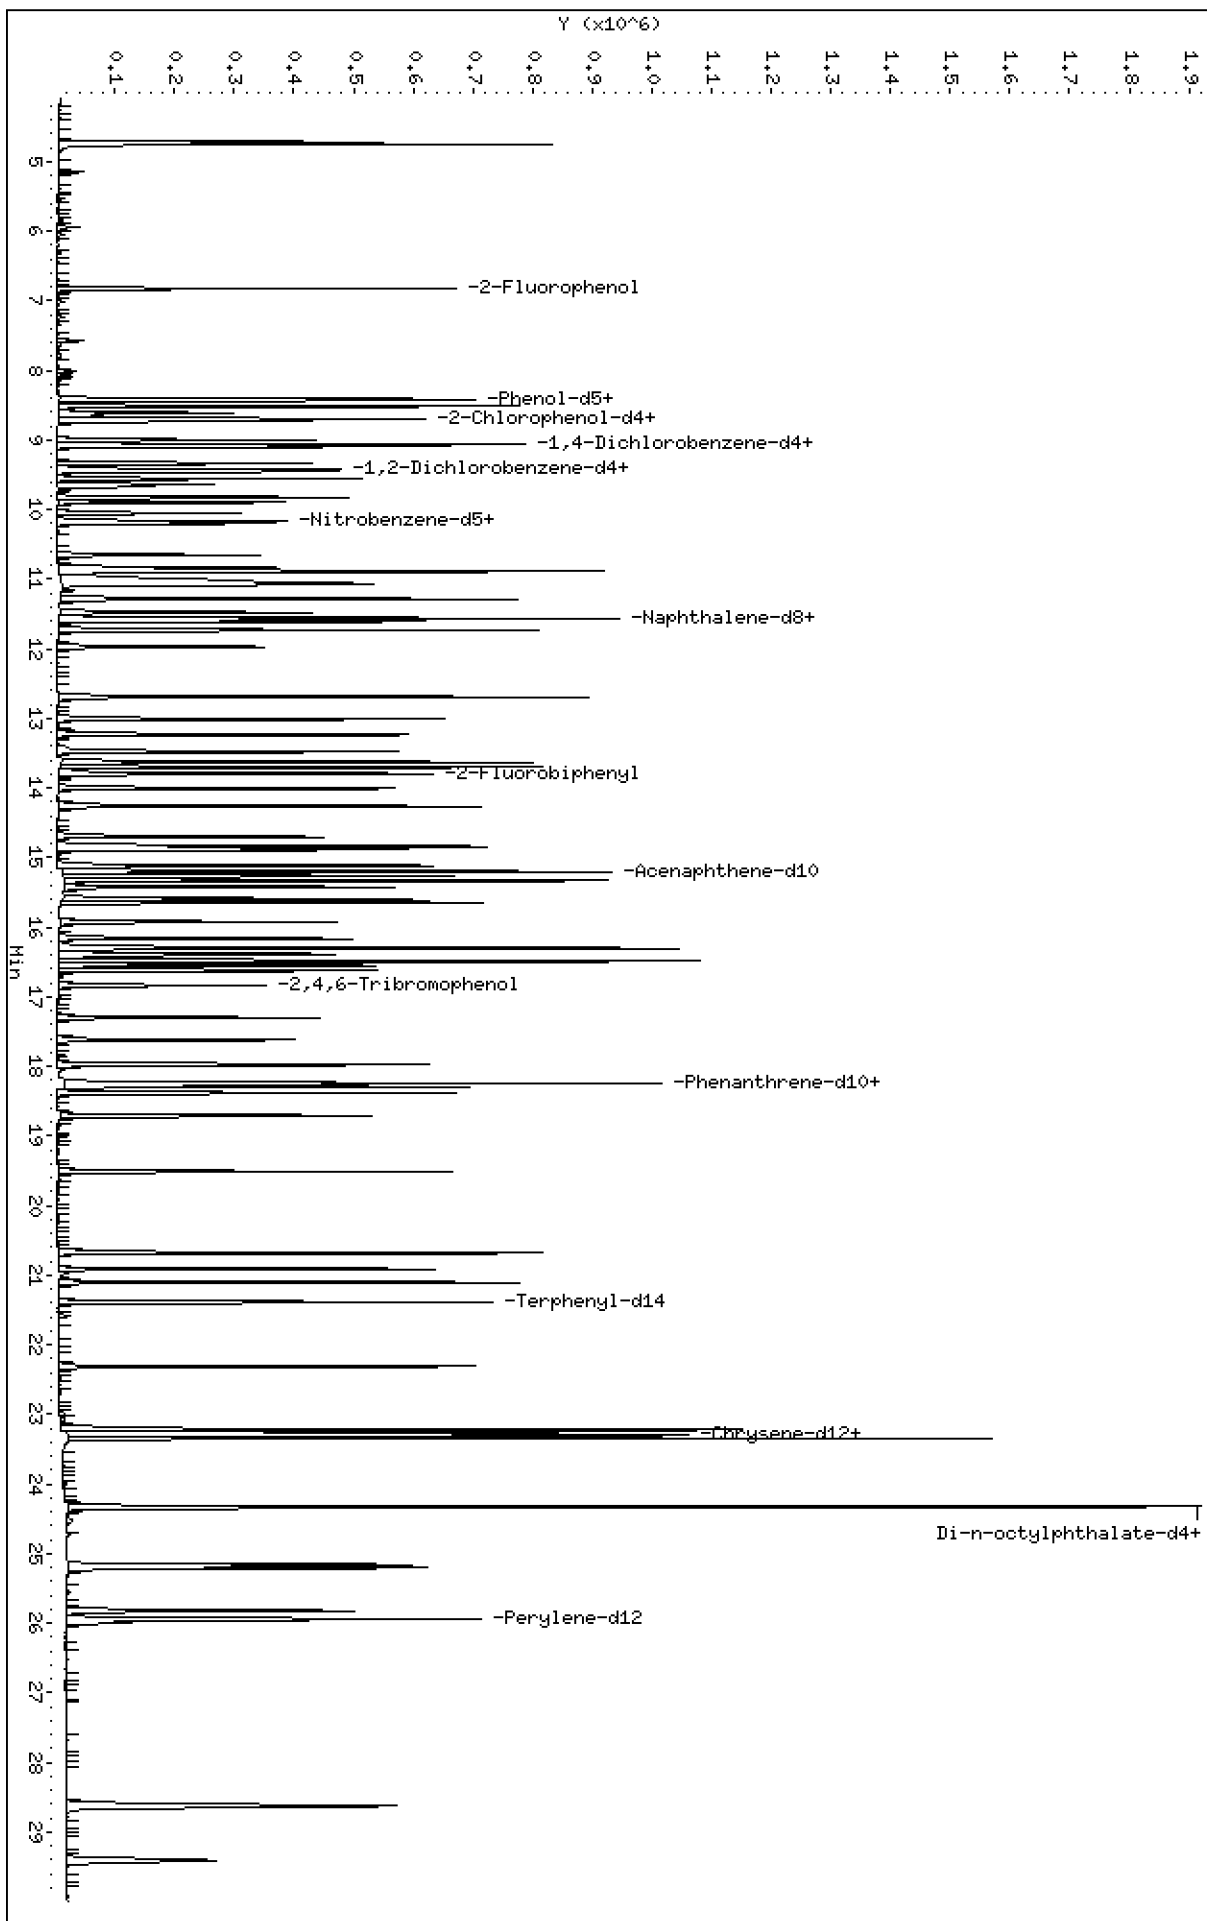 Y (x10^6)
0.1
0.2
0.3
0.4
0.5
0.6
0.7
0.8
0.9
1.0
1.1
1.2
1.3
1.4
1.5
1.6
1.7
1.8
1.9
5
6
-2-Fluorophenol
7
8
-Phenol-d5+
-2-Chlorophenol-d4+
9
-1,4-Dichlorobenzene-d4+
-1,2-Dichlorobenzene-d4+
10
-Nitrobenzene-d5+
11
-Naphthalene-d8+
12
13
-2-Fluorobiphenyl
14
15
-Acenaphthene-d10
16
Min
-2,4,6-Tribromophenol
17
18
-Phenanthrene-d10+
19
20
21
-Terphenyl-d14
22
23
-Chrysene-d12+
24
Di-n-octylphthalate-d4+
25
-Perylene-d12
26
27
28
29